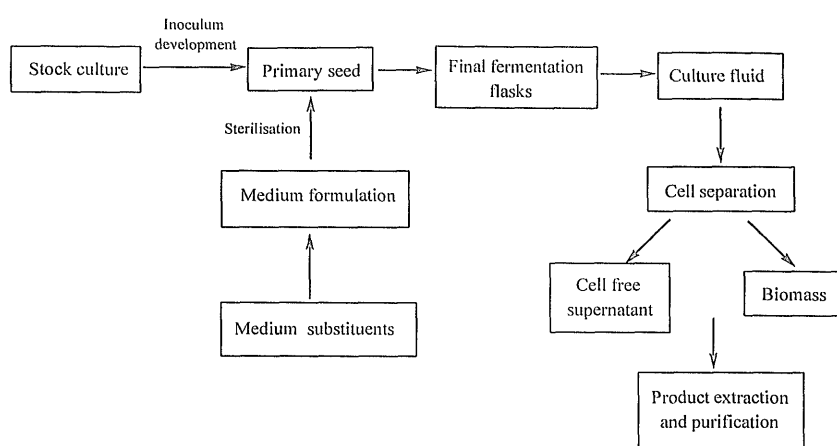 Inoculum
development
Stock culture
Primary seed
Final fermentation
flasks
Culture fluid
Sterilisation
Medium formulation
Medium substituents
Cell separation
Cell free
supernatant
Biomass
Product extraction
and purification